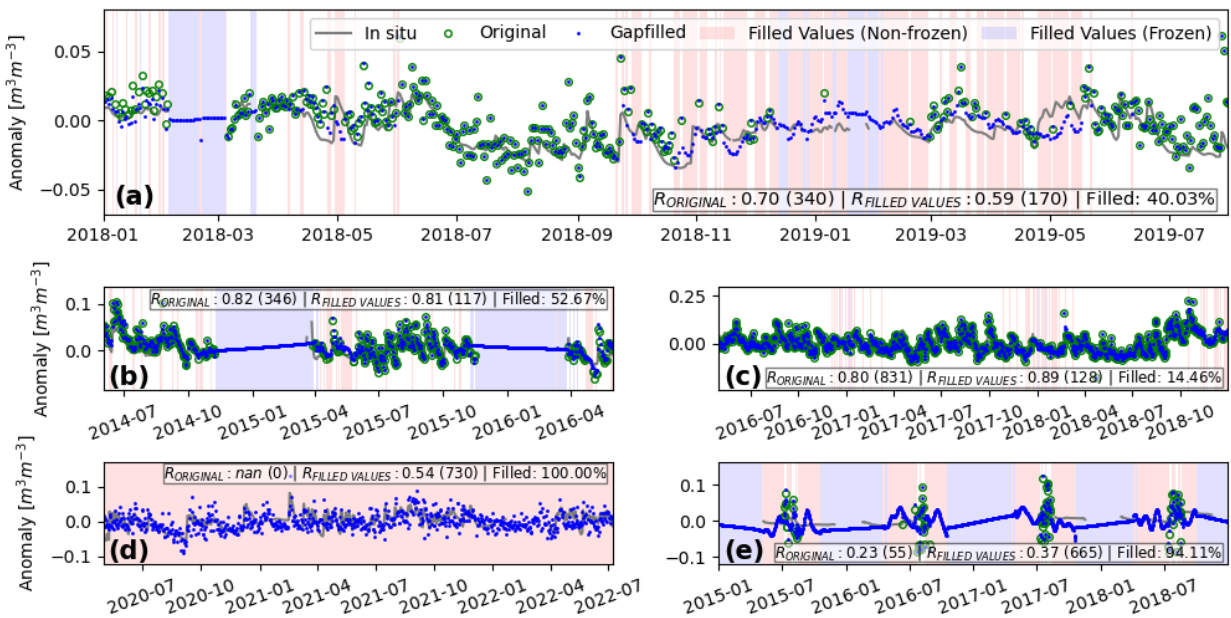 In situ Original Gapfilled Filled Values (Non-frozen) Filled Values (Frozen)
Anomaly [m³m⁻³]
0.05
0.00
−0.05
(a)
R_ORIGINAL : 0.70 (340) | R_FILLED VALUES : 0.59 (170) | Filled: 40.03%
2018-01 2018-03 2018-05 2018-07 2018-09 2018-11 2019-01 2019-03 2019-05 2019-07
Anomaly [m³m⁻³]
0.1
0.0
R_ORIGINAL : 0.82 (346) | R_FILLED VALUES : 0.81 (117) | Filled: 52.67%
(b)
2014-07 2014-10 2015-01 2015-04 2015-07 2015-10 2016-01 2016-04
0.25
0.00
(c)
R_ORIGINAL : 0.80 (831) | R_FILLED VALUES : 0.89 (128) | Filled: 14.46%
2016-07 2016-10 2017-01 2017-04 2017-07 2017-10 2018-01 2018-04 2018-07 2018-10
Anomaly [m³m⁻³]
0.1
0.0
−0.1
R_ORIGINAL : nan (0) | R_FILLED VALUES : 0.54 (730) | Filled: 100.00%
(d)
2020-07 2020-10 2021-01 2021-04 2021-07 2021-10 2022-01 2022-04 2022-07
0.1
0.0
−0.1
(e)
R_ORIGINAL : 0.23 (55) | R_FILLED VALUES : 0.37 (665) | Filled: 94.11%
2015-01 2015-07 2016-01 2016-07 2017-01 2017-07 2018-01 2018-07